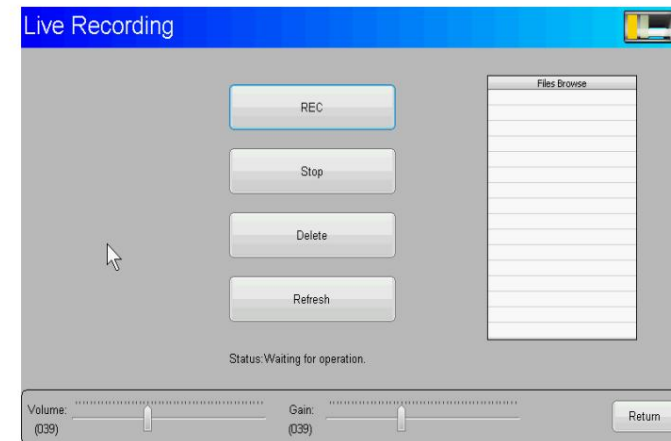 Live Recording
REC
Files Browse
Stop
Delete
Refresh
Status:Waiting for operation.
Volume:
(039)
Gain:
(039)
Return